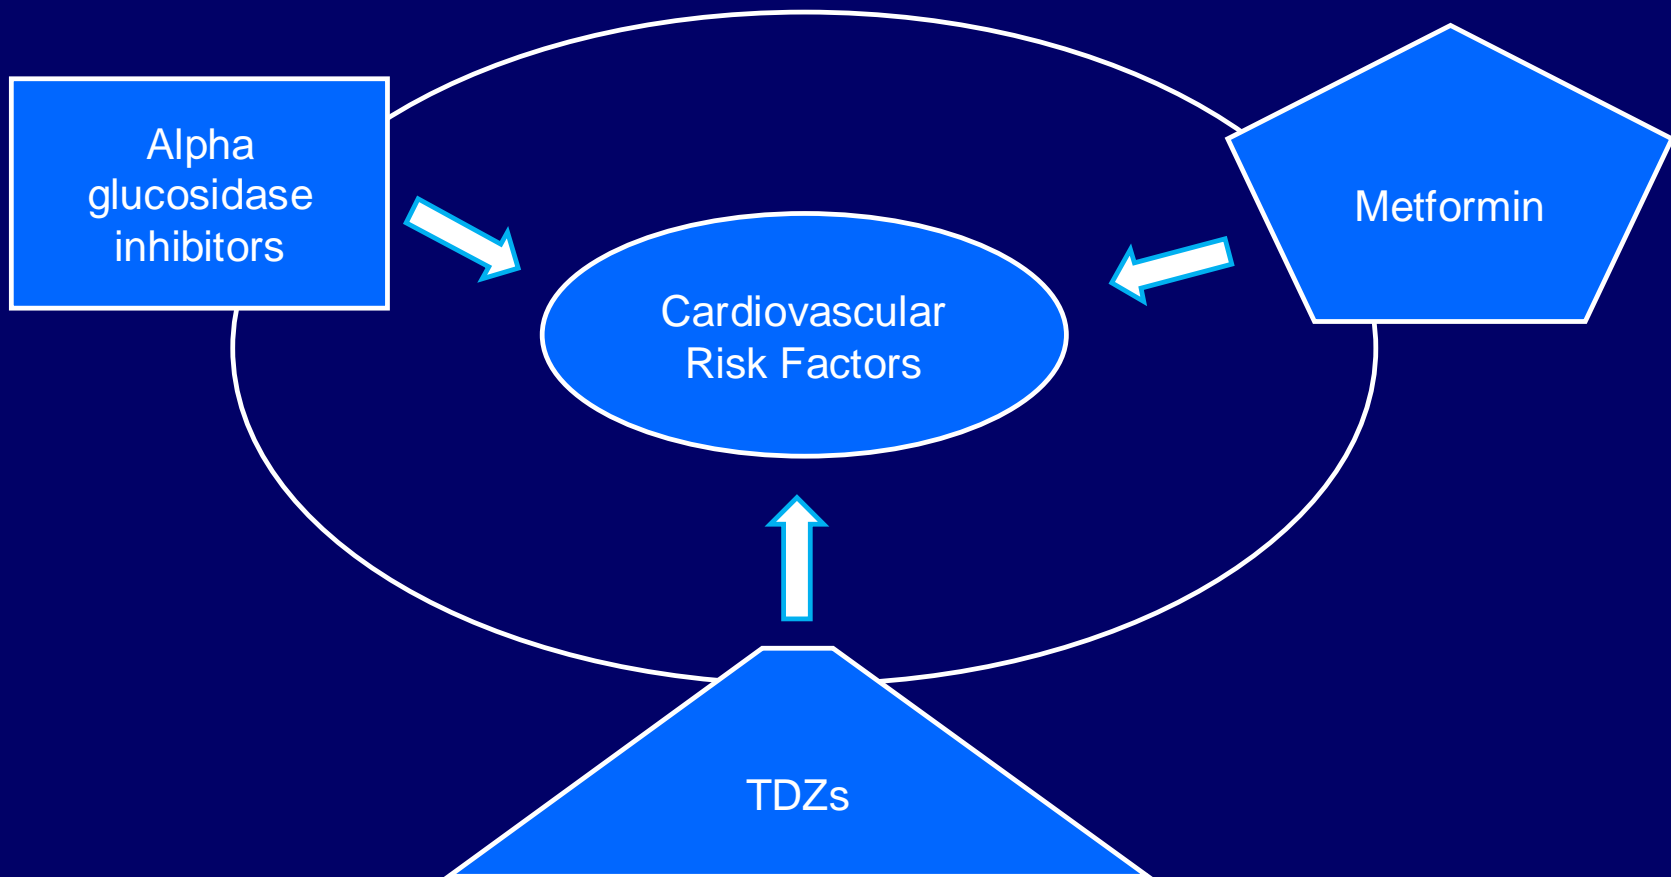 Alpha
glucosidase
inhibitors
Metformin
Cardiovascular
Risk Factors
TDZs